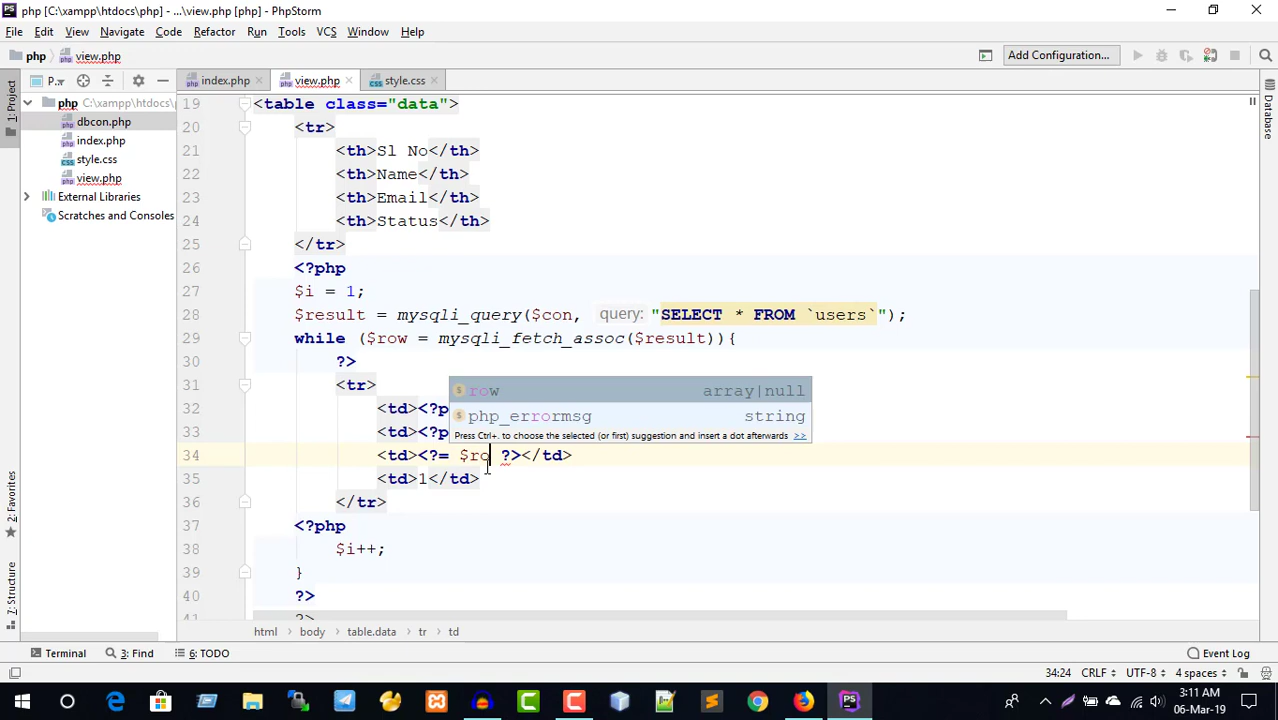 php [C:\xampp\htdocs\php] - ...\view.php [php] - PhpStorm
File Edit View Navigate Code Refactor Run Tools VCS Window Help
php view.php Add Configuration...
P... index.php view.php style.css
1: Project
php C:\xampp\htdocs\
dbcon.php
index.php
style.css
view.php
External Libraries
Scratches and Consoles
2: Favorites
7: Structure
Database
19 <table class="data">
20 <tr>
21 <th>Sl No</th>
22 <th>Name</th>
23 <th>Email</th>
24 <th>Status</th>
25 </tr>
26 <?php
27 $i = 1;
28 $result = mysqli_query($con, query: "SELECT * FROM `users`");
29 while ($row = mysqli_fetch_assoc($result)){
30 ?>
31 <tr>
row array|null
32 <td><?p
php_errormsg string
33 <td><?p
Press Ctrl+. to choose the selected (or first) suggestion and insert a dot afterwards >>
34 <td><?= $ro ?></td>
35 <td>1</td>
36 </tr>
37 <?php
38 $i++;
39 }
40 ?>
41 ?>
html body table.data tr td
Terminal 3: Find 6: TODO Event Log
34:24 CRLF UTF-8 4 spaces
3:11 AM
06-Mar-19